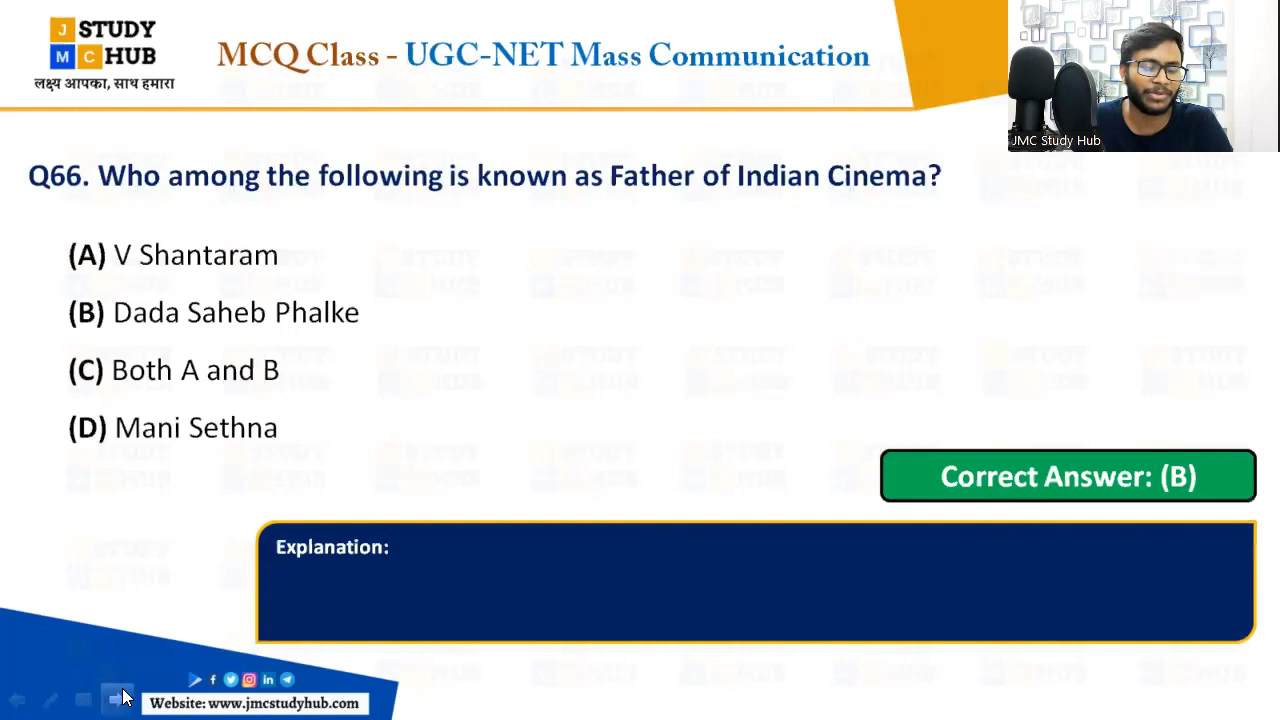 J STUDY
M C HUB
लक्ष्य आपका, साथ हमारा
MCQ Class - UGC-NET Mass Communication
JMC Study Hub
Q66. Who among the following is known as Father of Indian Cinema?
(A) V Shantaram
(B) Dada Saheb Phalke
(C) Both A and B
(D) Mani Sethna
Correct Answer: (B)
Explanation:
Website: www.jmcstudyhub.com